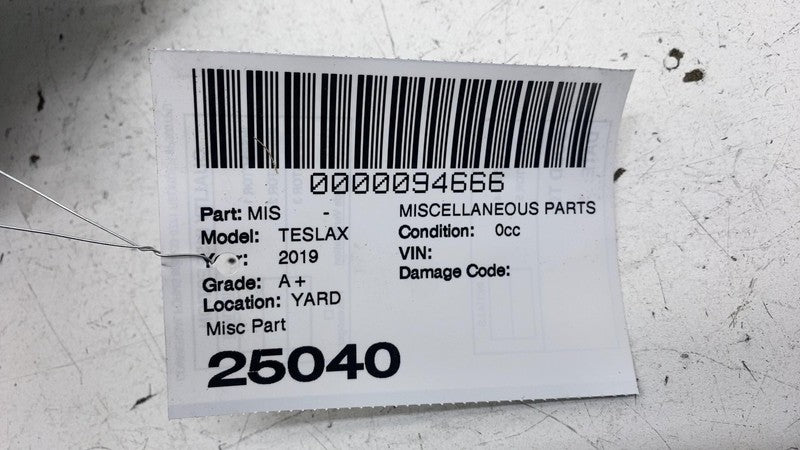 0000094666
Part: MIS - MISCELLANEOUS PARTS
Model: TESLAX Condition: 0cc
2019 VIN:
Grade: A+ Damage Code:
Location: YARD
Misc Part
25040